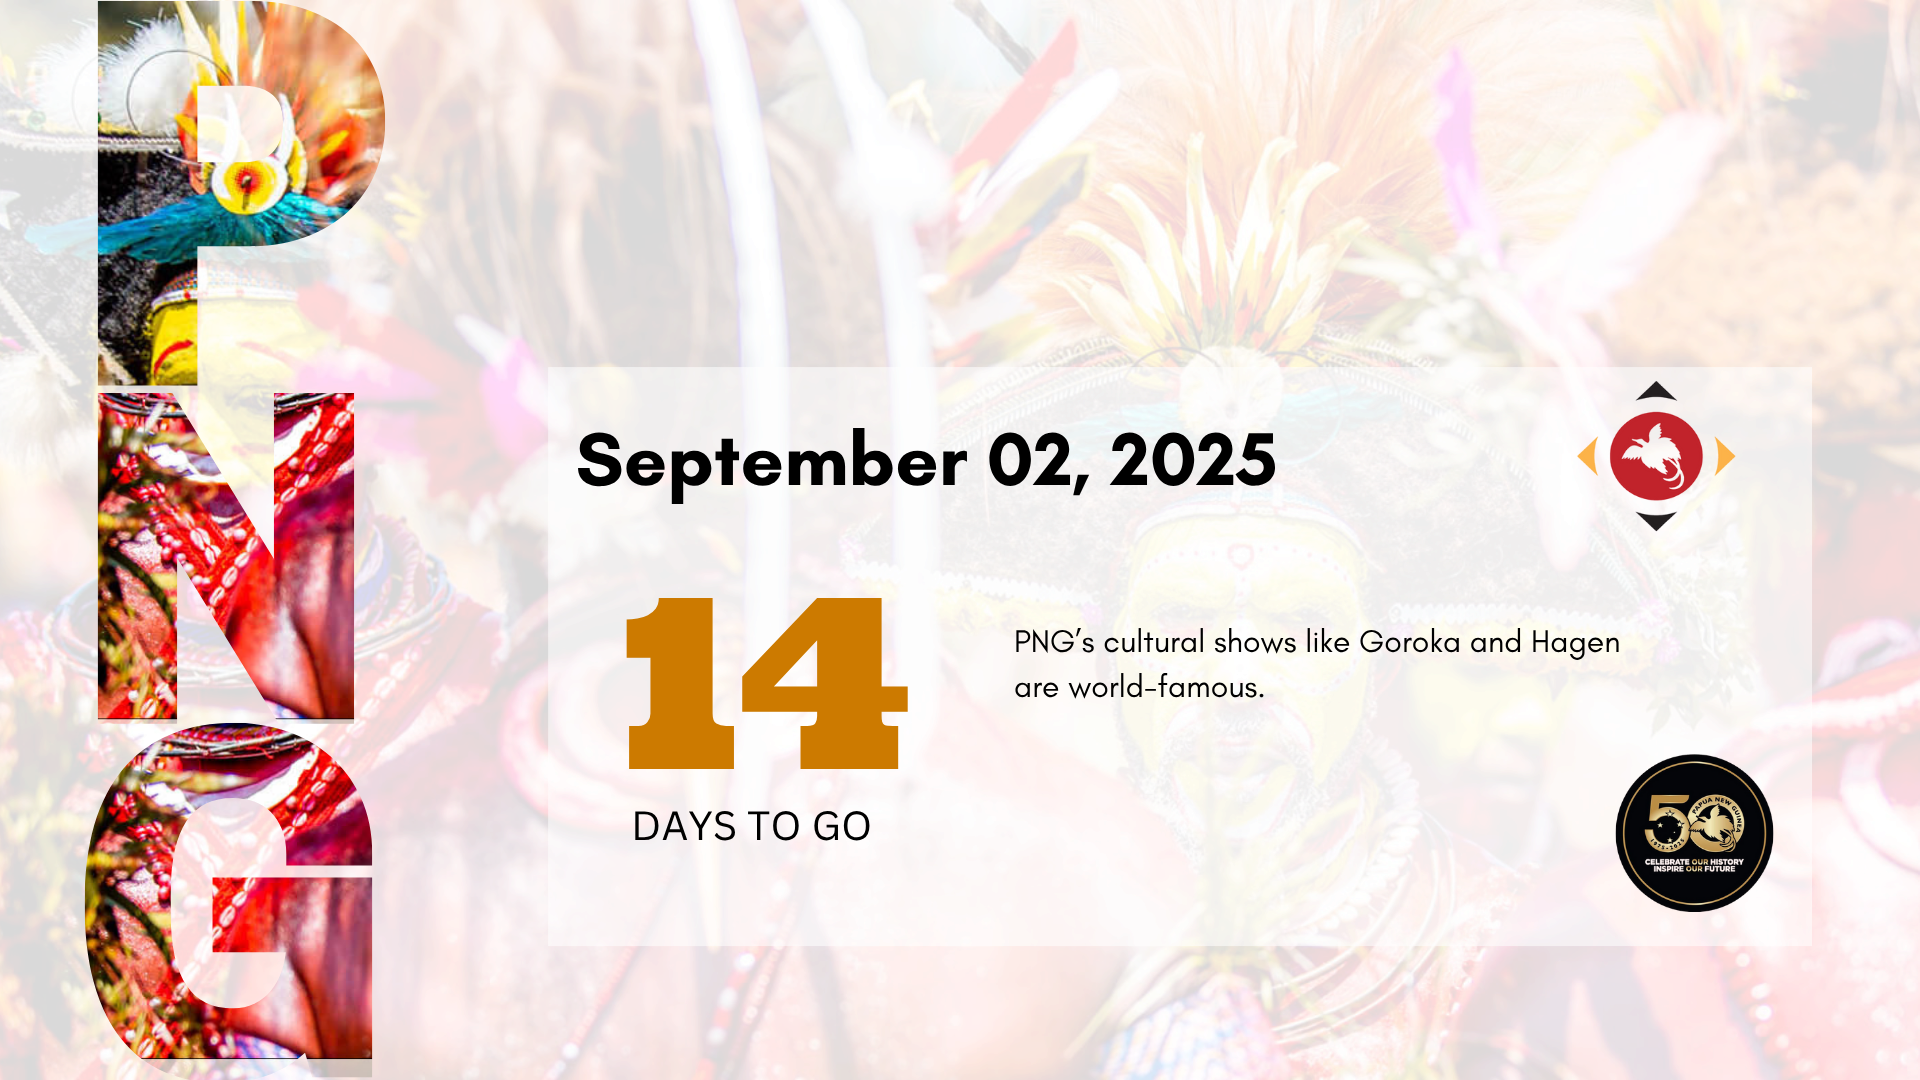 PNG
September 02, 2025
14
DAYS TO GO
PNG’s cultural shows like Goroka and Hagen
are world-famous.
50
PAPUA NEW GUINEA
1975-2025
CELEBRATE OUR HISTORY
INSPIRE OUR FUTURE